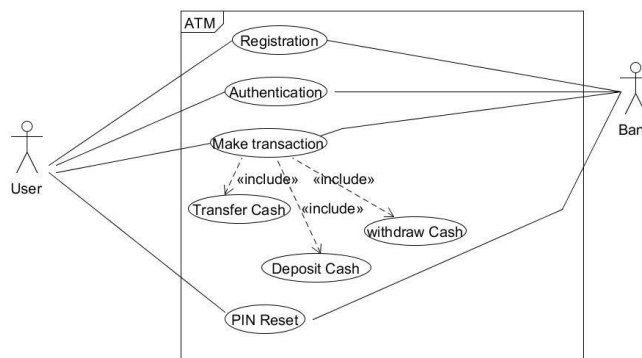 ATM
Registration
Authentication
Make transaction
User
Ban
«include»
«include»
«include»
Transfer Cash
withdraw Cash
Deposit Cash
PIN Reset